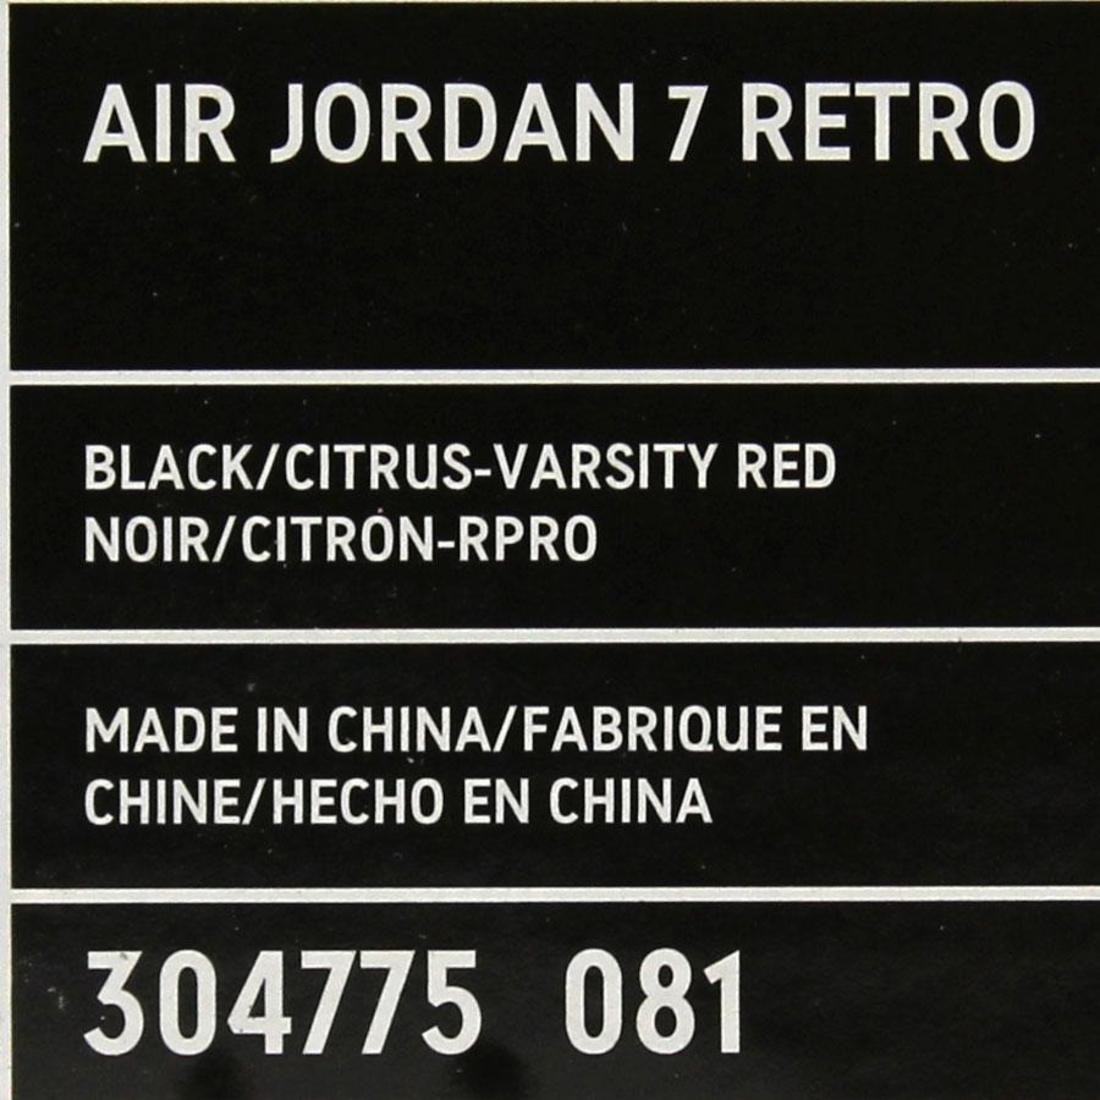 AIR JORDAN 7 RETRO
BLACK/CITRUS-VARSITY RED
NOIR/CITRON-RPRO
MADE IN CHINA/FABRIQUE EN
CHINE/HECHO EN CHINA
304775 081